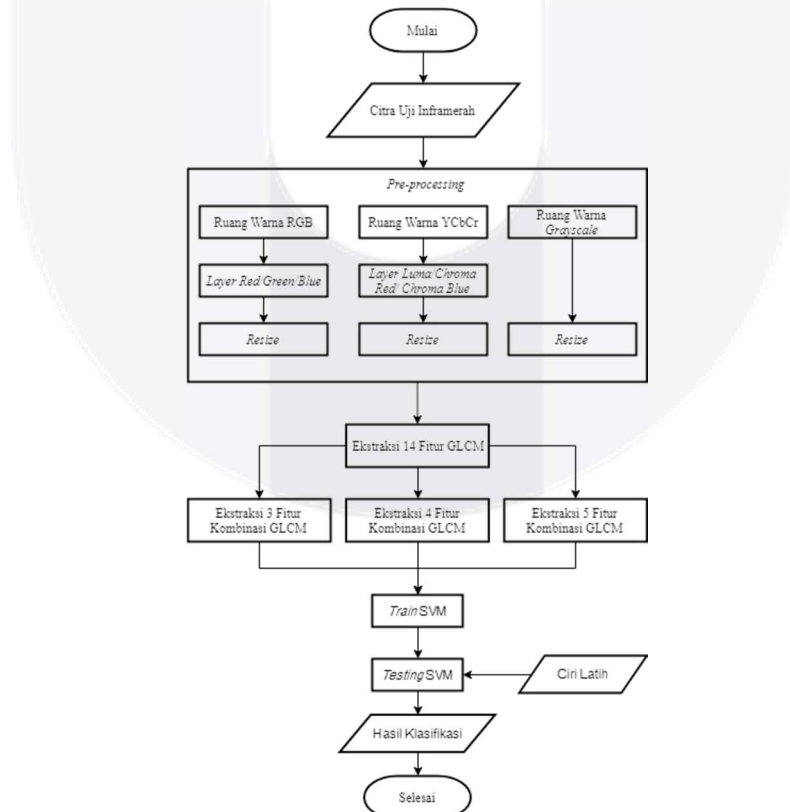 Mulai
Citra Uji Inframerah
Pre-processing
Ruang Warna RGB
Layer Red/Green/Blue
Resize
Ruang Warna YCbCr
Layer Luma/Chroma
Red/ Chroma Blue
Resize
Ruang Warna
Grayscale
Resize
Ekstraksi 14 Fitur GLCM
Ekstraksi 3 Fitur
Kombinasi GLCM
Ekstraksi 4 Fitur
Kombinasi GLCM
Ekstraksi 5 Fitur
Kombinasi GLCM
Train SVM
Testing SVM
Ciri Latih
Hasil Klasifikasi
Selesai